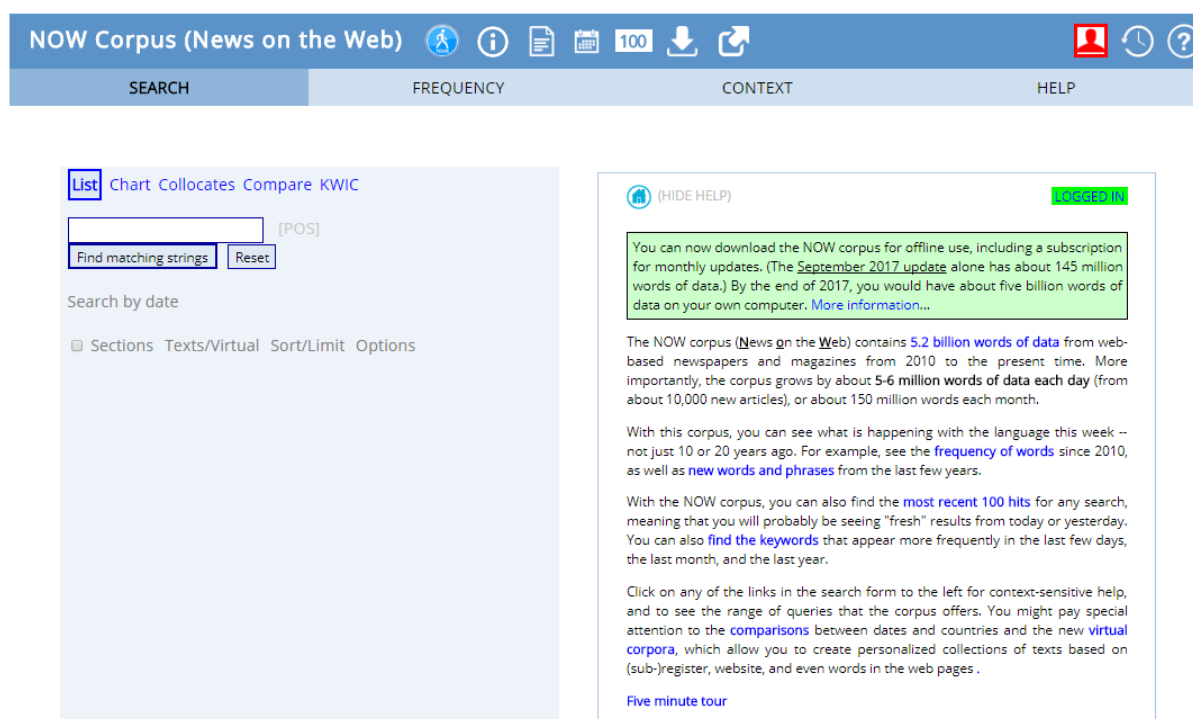 NOW Corpus (News on the Web) 100
SEARCH FREQUENCY CONTEXT HELP
List Chart Collocates Compare KWIC
[POS]
Find matching strings Reset
Search by date
Sections Texts/Virtual Sort/Limit Options
(HIDE HELP) LOGGED IN
You can now download the NOW corpus for offline use, including a subscription
for monthly updates. (The September 2017 update alone has about 145 million
words of data.) By the end of 2017, you would have about five billion words of
data on your own computer. More information...
The NOW corpus (News on the Web) contains 5.2 billion words of data from web-
based newspapers and magazines from 2010 to the present time. More
importantly, the corpus grows by about 5-6 million words of data each day (from
about 10,000 new articles), or about 150 million words each month.
With this corpus, you can see what is happening with the language this week --
not just 10 or 20 years ago. For example, see the frequency of words since 2010,
as well as new words and phrases from the last few years.
With the NOW corpus, you can also find the most recent 100 hits for any search,
meaning that you will probably be seeing "fresh" results from today or yesterday.
You can also find the keywords that appear more frequently in the last few days,
the last month, and the last year.
Click on any of the links in the search form to the left for context-sensitive help,
and to see the range of queries that the corpus offers. You might pay special
attention to the comparisons between dates and countries and the new virtual
corpora, which allow you to create personalized collections of texts based on
(sub-)register, website, and even words in the web pages .
Five minute tour